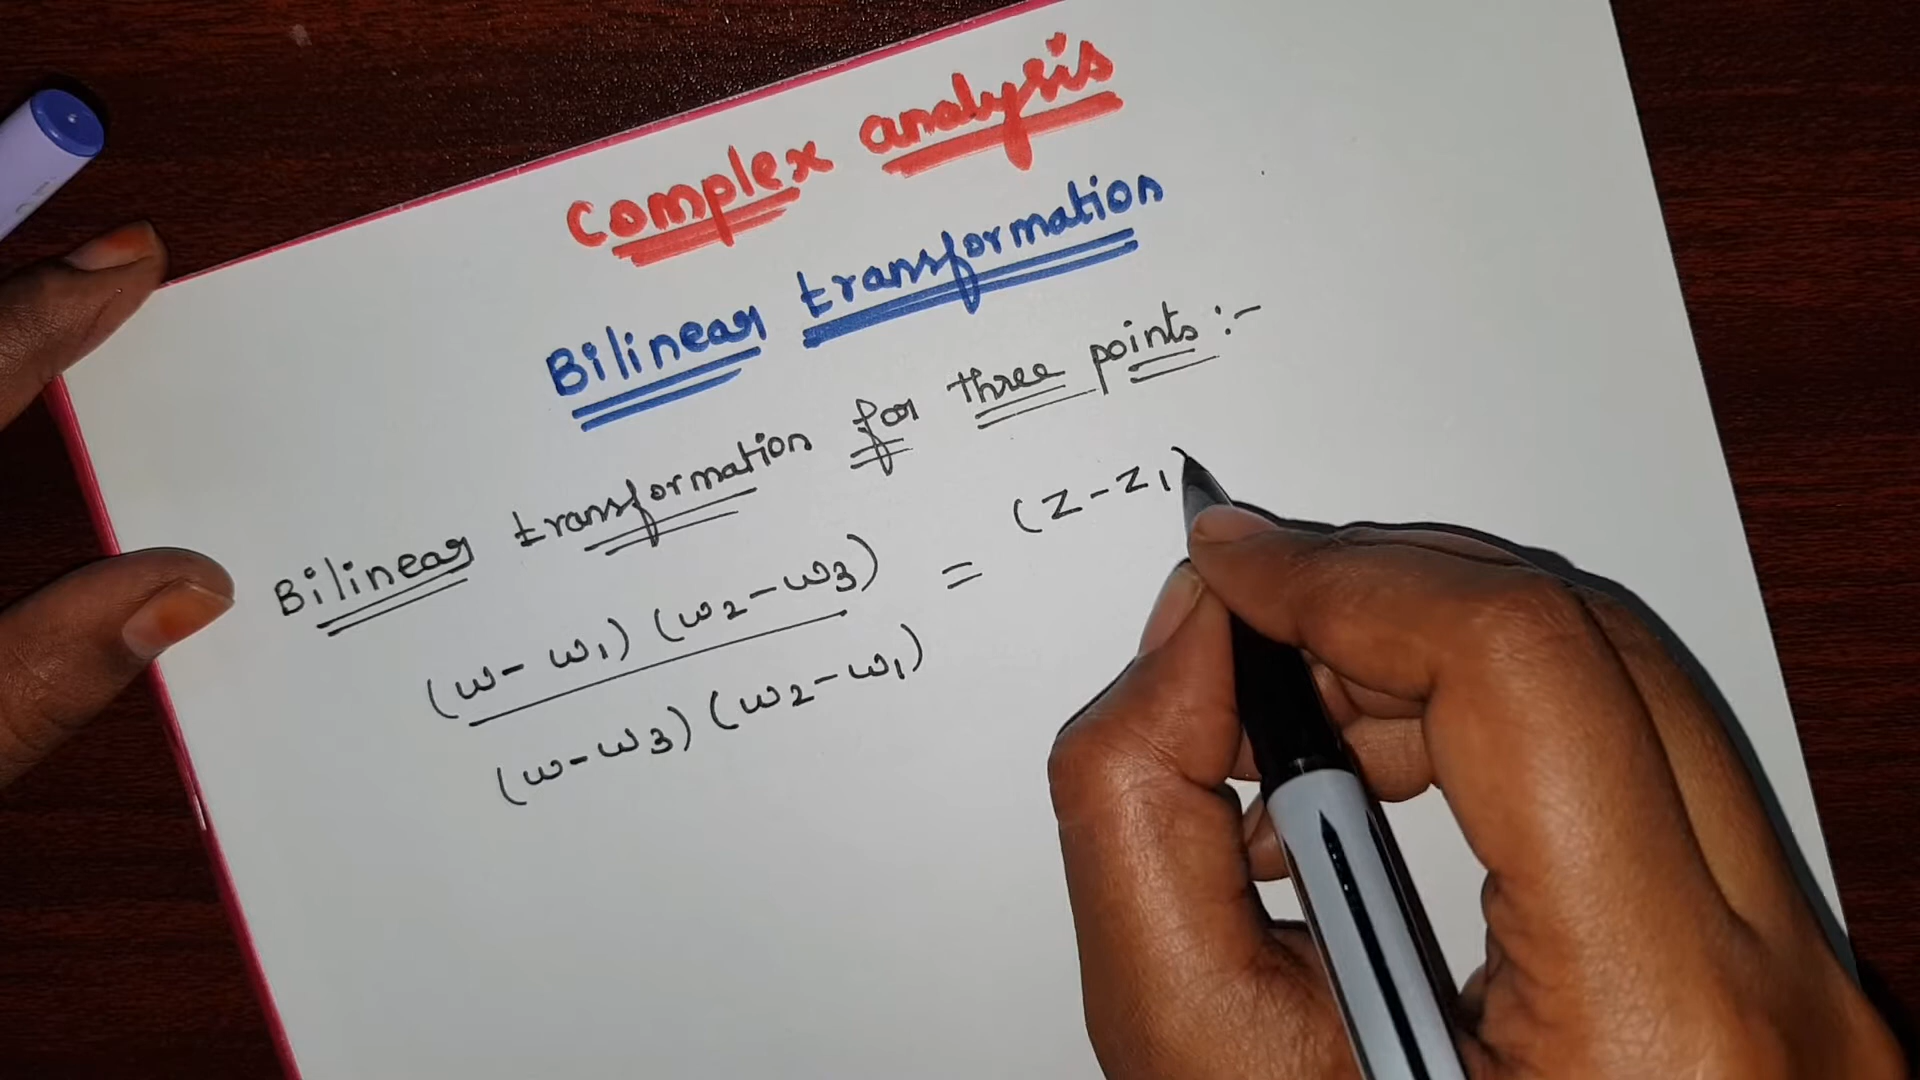 Complex analysis
Bilinear transformation
Bilinear transformation for three points :-
(w - w1) (w2 - w3) = (z - z1)
(w - w3) (w2 - w1)